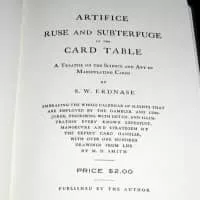 ARTIFICE
RUSE AND SUBTERFUGE
AT THE
CARD TABLE
A TREATISE ON THE SCIENCE AND ART OF
MANIPULATING CARDS
BY
S. W. ERDNASE
EMBRACING THE WHOLE CALENDAR OF SLEIGHTS THAT
ARE EMPLOYED BY THE GAMBLER AND CON-
JURER, DESCRIBING WITH DETAIL AND ILLUS-
TRATION EVERY KNOWN EXPEDIENT,
MANOEUVRE AND STRATAGEM OF
THE EXPERT CARD HANDLER,
WITH OVER ONE HUNDRED
DRAWINGS FROM LIFE
BY M. D. SMITH
PRICE $2.00
PUBLISHED BY THE AUTHOR